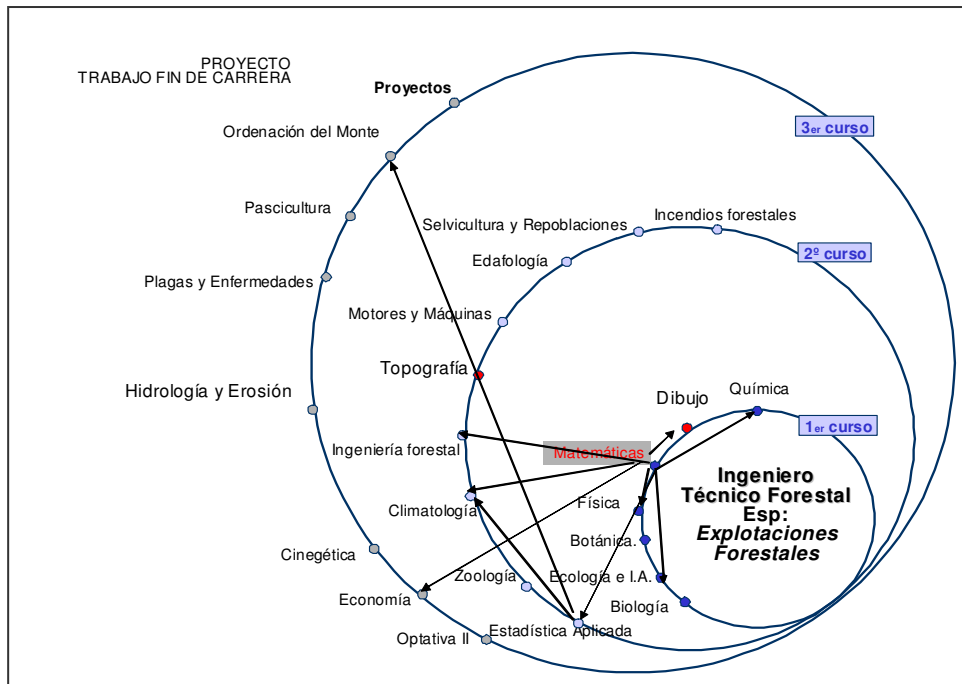 PROYECTO
TRABAJO FIN DE CARRERA
Proyectos
3er curso
Ordenación del Monte
Pascicultura
Selvicultura y Repoblaciones
Incendios forestales
2º curso
Edafología
Plagas y Enfermedades
Motores y Máquinas
Topografía
Hidrología y Erosión
Dibujo
Química
1er curso
Ingeniería forestal
Matemáticas
Ingeniero
Técnico Forestal
Esp:
Explotaciones
Forestales
Climatología
Física
Botánica.
Cinegética
Zoología
Ecología e I.A.
Economía
Biología
Optativa II
Estadística Aplicada